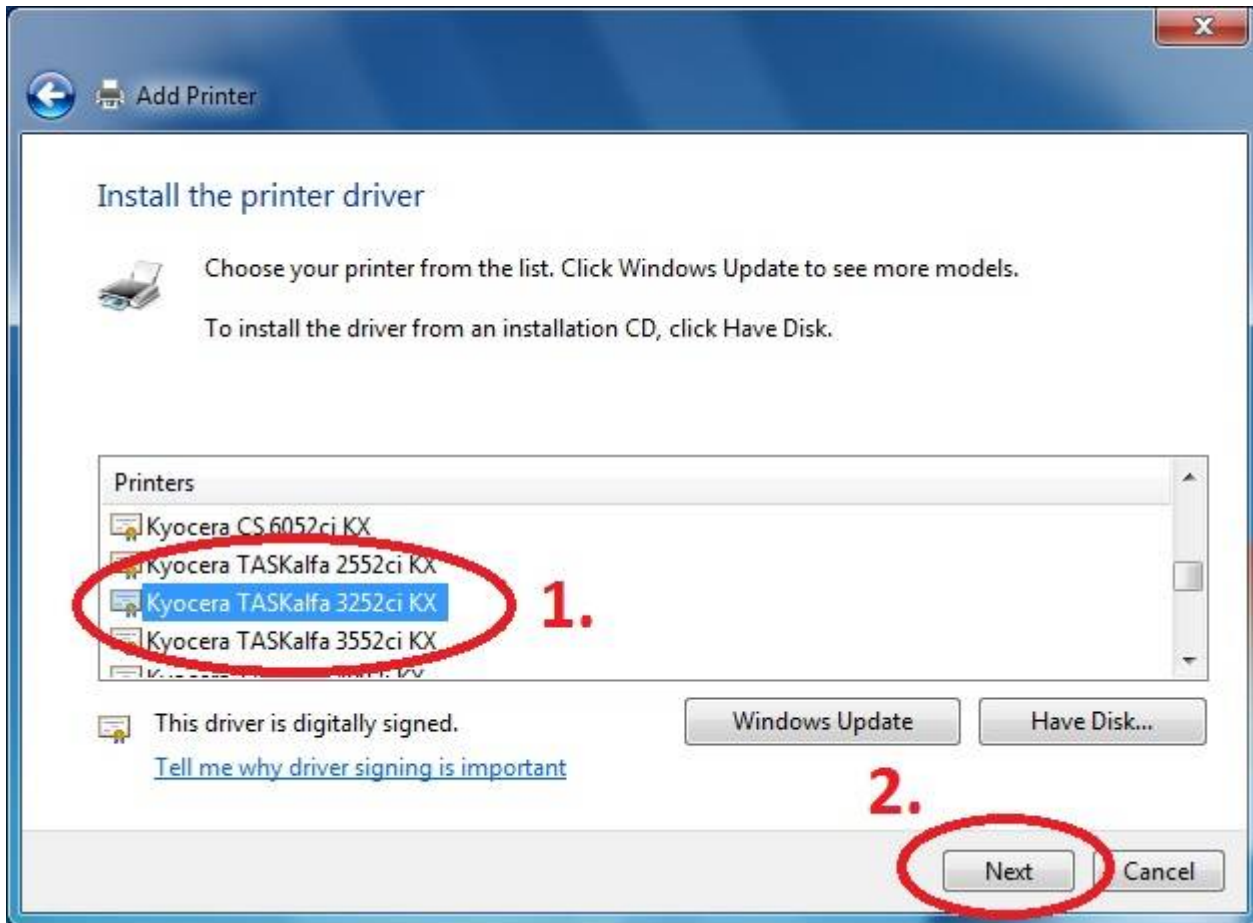 X
Add Printer
Install the printer driver
Choose your printer from the list. Click Windows Update to see more models.
To install the driver from an installation CD, click Have Disk.
Printers
Kyocera CS 6052ci KX
Kyocera TASKalfa 2552ci KX
Kyocera TASKalfa 3252ci KX
1.
Kyocera TASKalfa 3552ci KX
This driver is digitally signed.
Windows Update
Have Disk...
Tell me why driver signing is important
2.
Next
Cancel